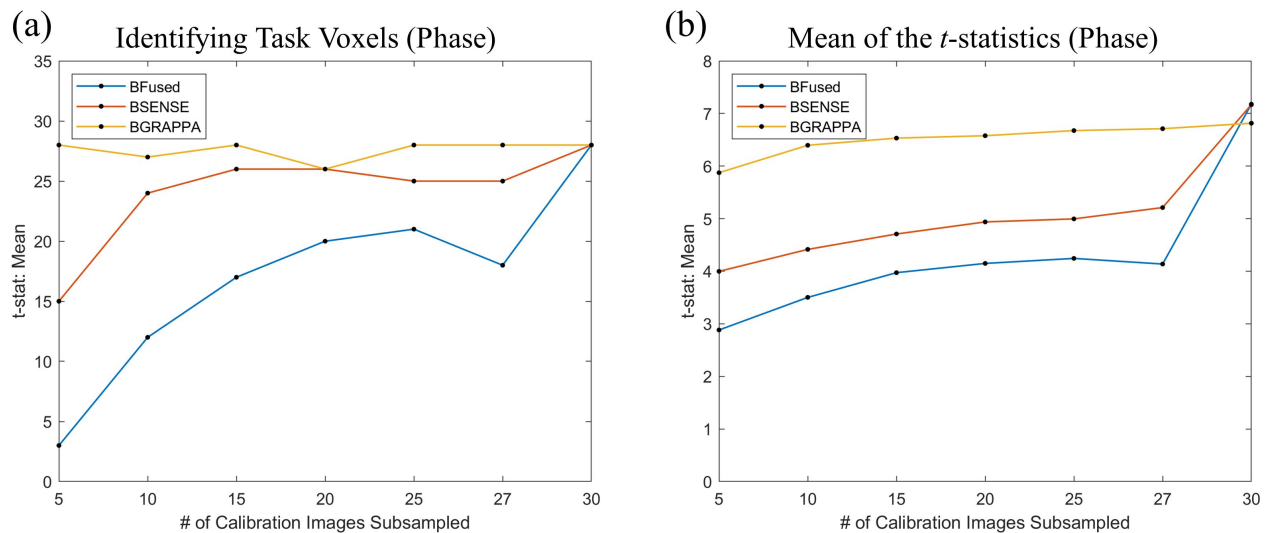 (a)
Identifying Task Voxels (Phase)
35
30
25
20
15
10
5
0
t-stat: Mean
BFused
BSENSE
BGRAPPA
5 10 15 20 25 27 30
# of Calibration Images Subsampled
(b)
Mean of the t-statistics (Phase)
8
7
6
5
4
3
2
1
0
t-stat: Mean
BFused
BSENSE
BGRAPPA
5 10 15 20 25 27 30
# of Calibration Images Subsampled